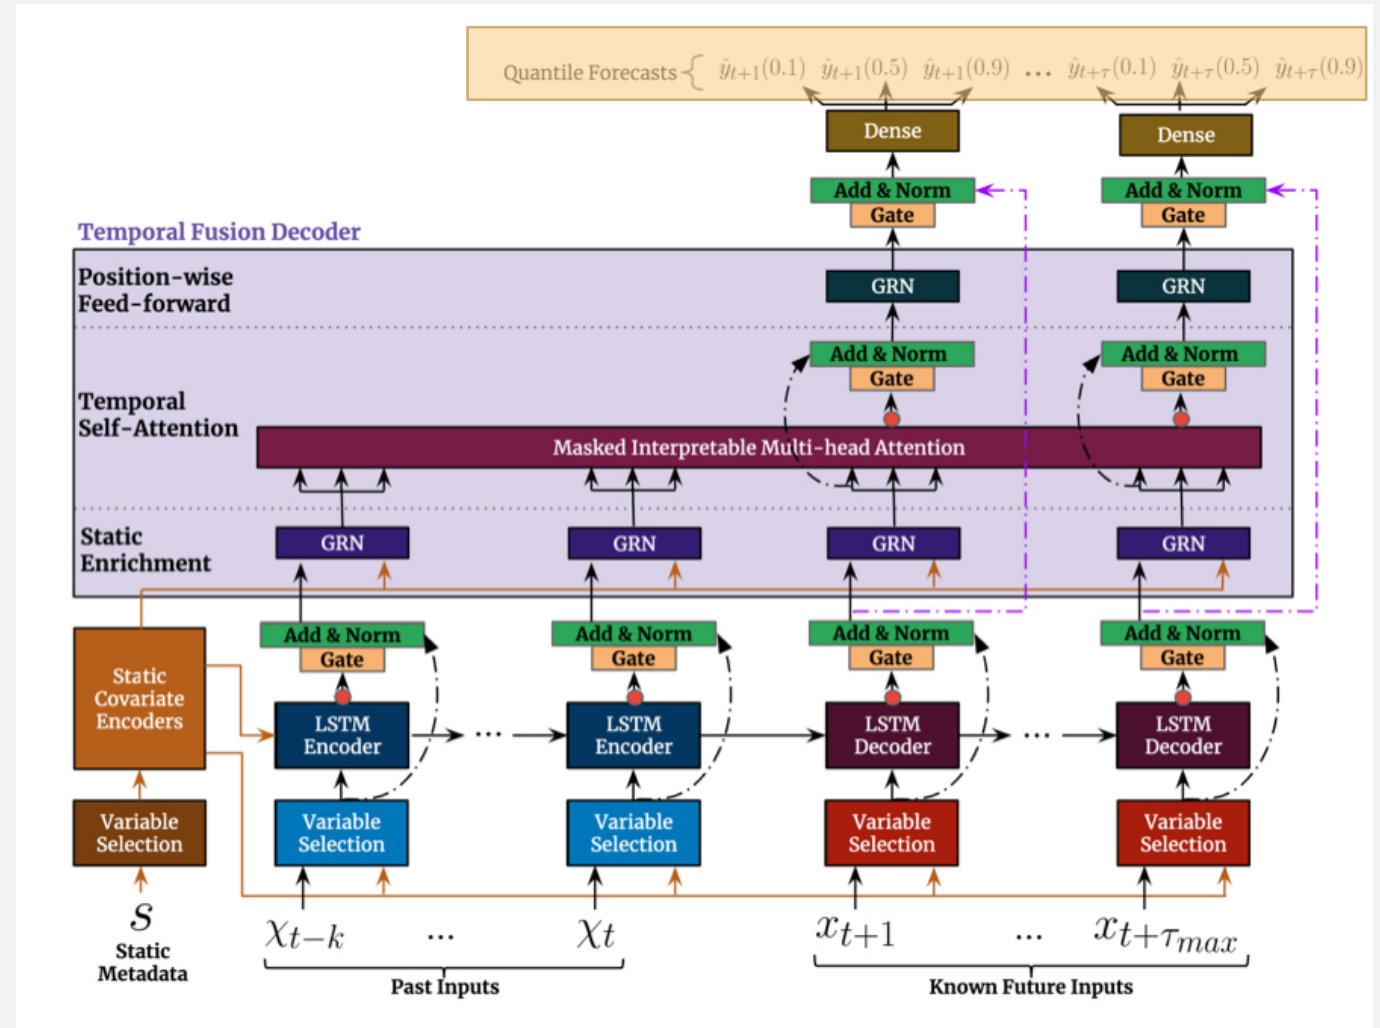 Quantile Forecasts { ŷt+1(0.1) ŷt+1(0.5) ŷt+1(0.9) ... ŷt+τ(0.1) ŷt+τ(0.5) ŷt+τ(0.9)
Dense Dense
Add & Norm Add & Norm
Gate Gate
Temporal Fusion Decoder
Position-wise
Feed-forward
GRN GRN
Add & Norm Add & Norm
Gate Gate
Temporal
Self-Attention
Masked Interpretable Multi-head Attention
Static
Enrichment
GRN GRN GRN GRN
Add & Norm Add & Norm Add & Norm Add & Norm
Gate Gate Gate Gate
Static
Covariate
Encoders
LSTM
Encoder
...
LSTM
Encoder
LSTM
Decoder
...
LSTM
Decoder
Variable
Selection
Variable
Selection
Variable
Selection
Variable
Selection
Variable
Selection
s
Static
Metadata
χt−k ... χt xt+1 ... xt+τmax
Past Inputs
Known Future Inputs